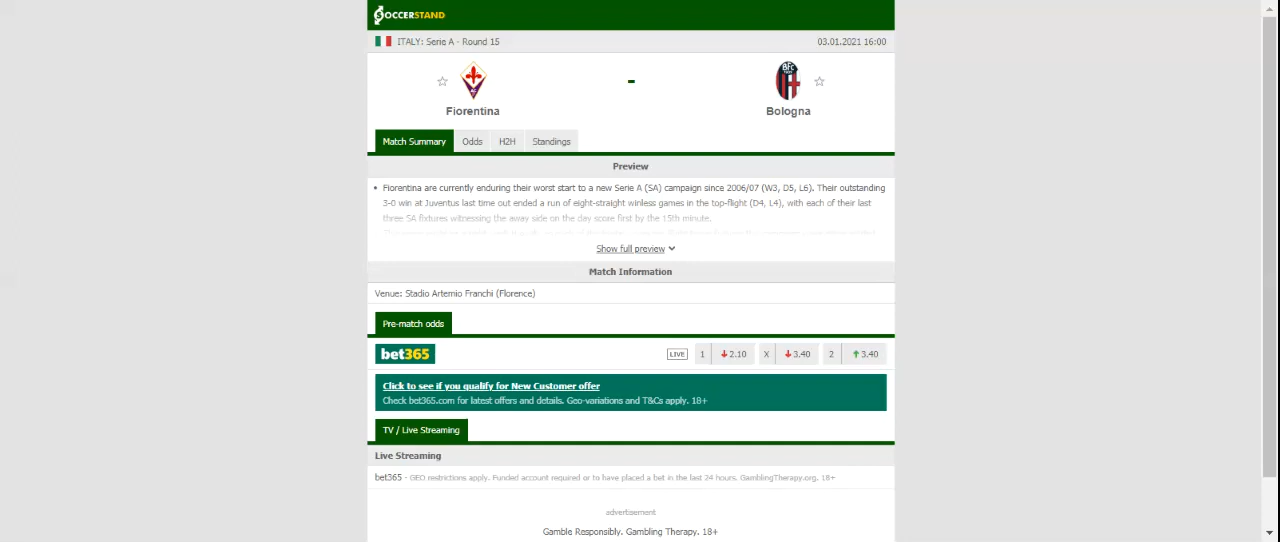 SOCCERSTAND
ITALY: Serie A - Round 15 03.01.2021 16:00
BFC
-
Fiorentina Bologna
Match Summary Odds H2H Standings
Preview
• Fiorentina are currently enduring their worst start to a new Serie A (SA) campaign since 2006/07 (W3, D5, L6). Their outstanding
3-0 win at Juventus last time out ended a run of eight-straight winless games in the top-flight (D4, L4), with each of their last
three SA fixtures witnessing the away side on the day score first by the 15th minute.
Show full preview
Match Information
Venue: Stadio Artemio Franchi (Florence)
Pre-match odds
bet365 LIVE 1 2.10 X 3.40 2 3.40
Click to see if you qualify for New Customer offer
Check bet365.com for latest offers and details. Geo-variations and T&Cs apply. 18+
TV / Live Streaming
Live Streaming
bet365 - GEO restrictions apply. Funded account required or to have placed a bet in the last 24 hours. GamblingTherapy.org. 18+
advertisement
Gamble Responsibly. Gambling Therapy. 18+